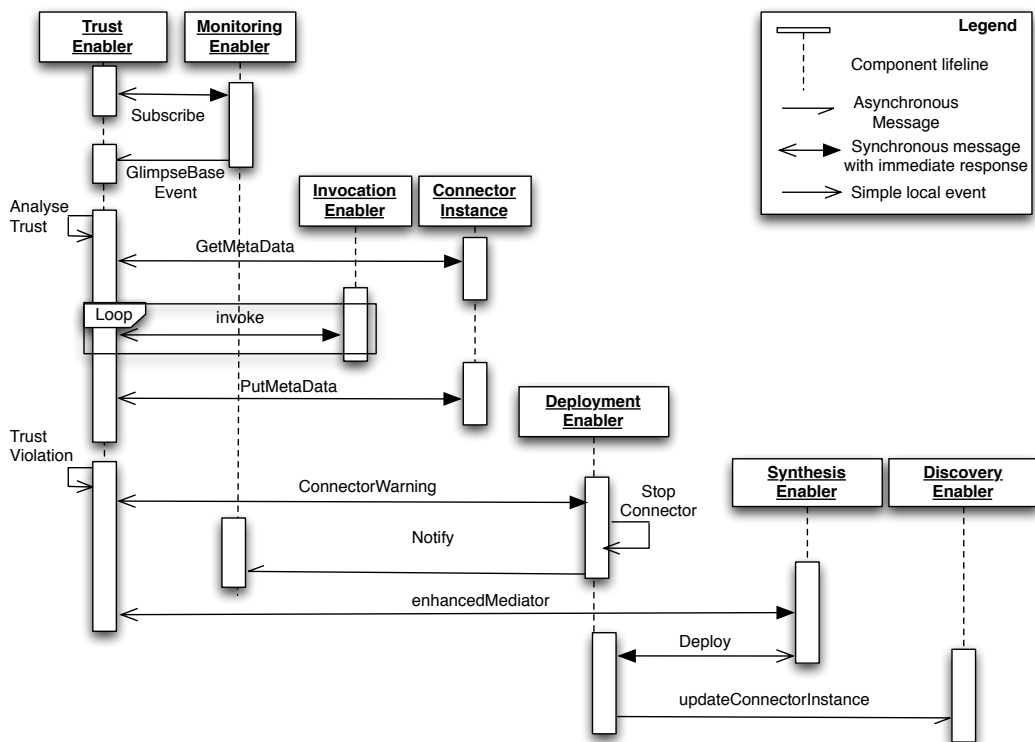 Trust
Enabler
Monitoring
Enabler
Legend
Component lifeline
Asynchronous
Message
Synchronous message
with immediate response
Simple local event
Subscribe
GlimpseBase
Event
Invocation
Enabler
Connector
Instance
Analyse
Trust
GetMetaData
Loop
invoke
PutMetaData
Deployment
Enabler
Trust
Violation
ConnectorWarning
Stop
Connector
Synthesis
Enabler
Discovery
Enabler
Notify
enhancedMediator
Deploy
updateConnectorInstance